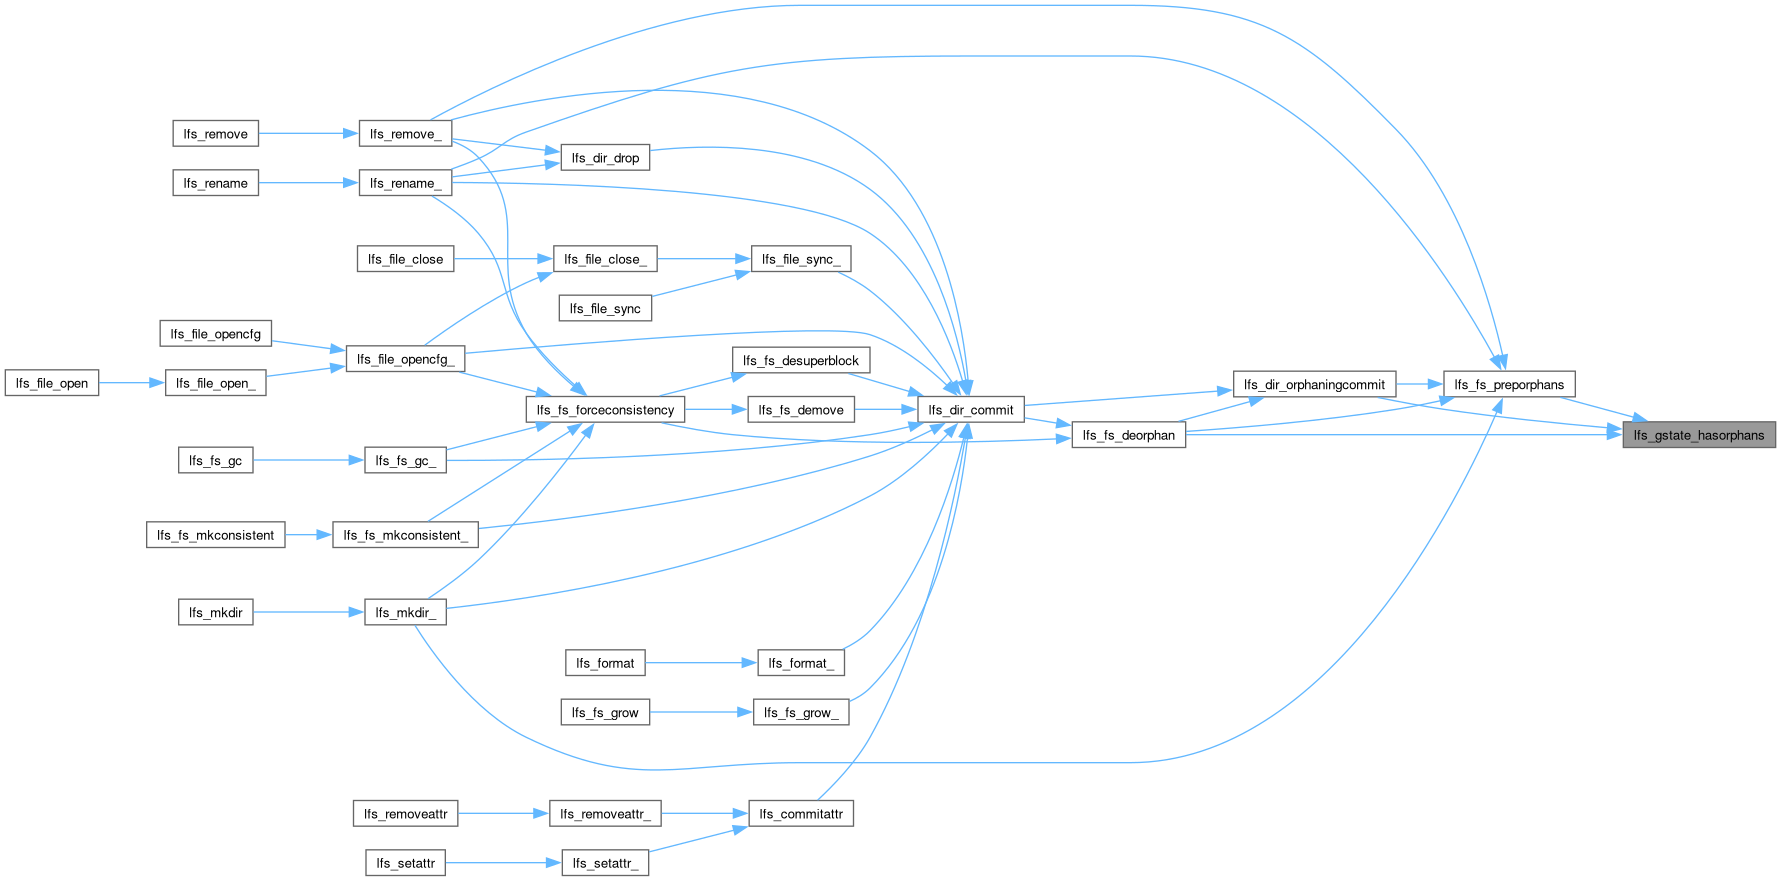 lfs_remove
lfs_remove_
lfs_dir_drop
lfs_rename
lfs_rename_
lfs_file_close
lfs_file_close_
lfs_file_sync_
lfs_file_sync
lfs_file_opencfg
lfs_file_opencfg_
lfs_fs_desuperblock
lfs_file_open
lfs_file_open_
lfs_fs_forceconsistency
lfs_fs_demove
lfs_dir_commit
lfs_dir_orphaningcommit
lfs_fs_preporphans
lfs_fs_deorphan
lfs_gstate_hasorphans
lfs_fs_gc
lfs_fs_gc_
lfs_fs_mkconsistent
lfs_fs_mkconsistent_
lfs_mkdir
lfs_mkdir_
lfs_format
lfs_format_
lfs_fs_grow
lfs_fs_grow_
lfs_removeattr
lfs_removeattr_
lfs_commitattr
lfs_setattr
lfs_setattr_